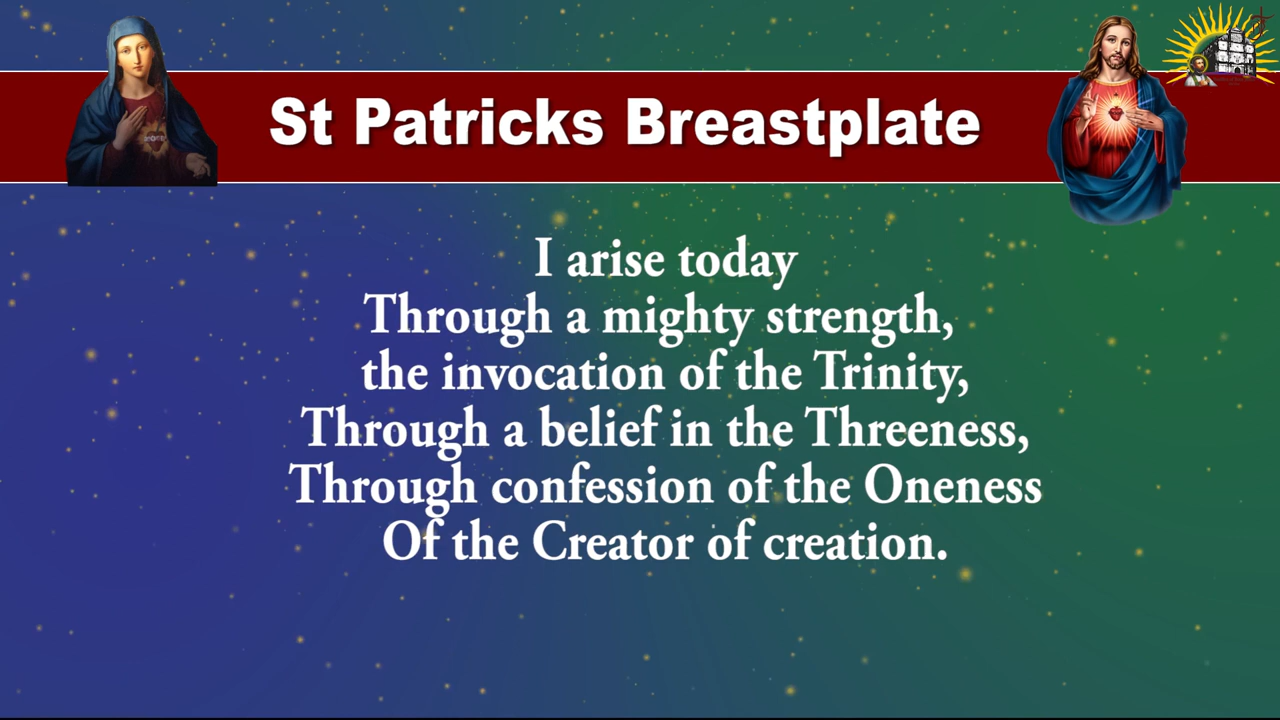 St Patricks Breastplate
I arise today
Through a mighty strength,
the invocation of the Trinity,
Through a belief in the Threeness,
Through confession of the Oneness
Of the Creator of creation.